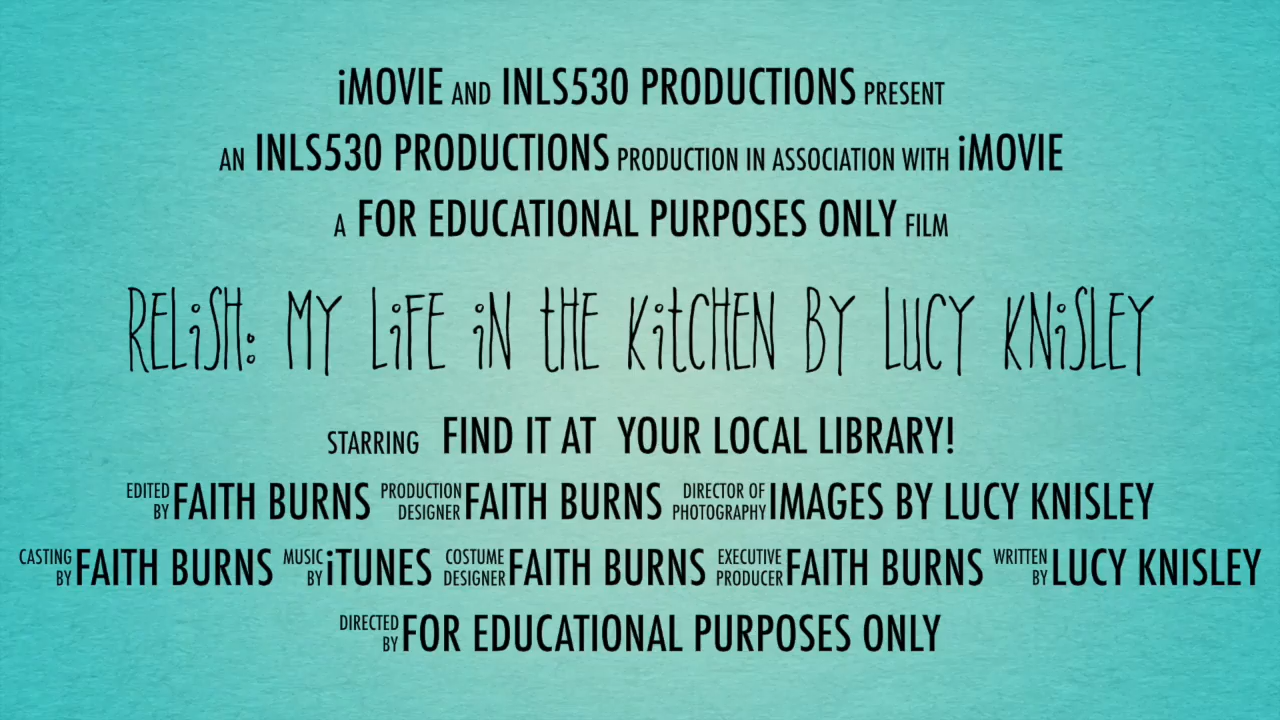 iMOVIE AND INLS530 PRODUCTIONS PRESENT
AN INLS530 PRODUCTIONS PRODUCTION IN ASSOCIATION WITH iMOVIE
A FOR EDUCATIONAL PURPOSES ONLY FILM
RELiSH: MY LiFE iN tHE KitCHEN BY LUCY KNiSLEY
STARRING FIND IT AT YOUR LOCAL LIBRARY!
EDITED BY FAITH BURNS PRODUCTION DESIGNER FAITH BURNS DIRECTOR OF PHOTOGRAPHY IMAGES BY LUCY KNISLEY
CASTING BY FAITH BURNS MUSIC BY iTUNES COSTUME DESIGNER FAITH BURNS EXECUTIVE PRODUCER FAITH BURNS WRITTEN BY LUCY KNISLEY
DIRECTED BY FOR EDUCATIONAL PURPOSES ONLY